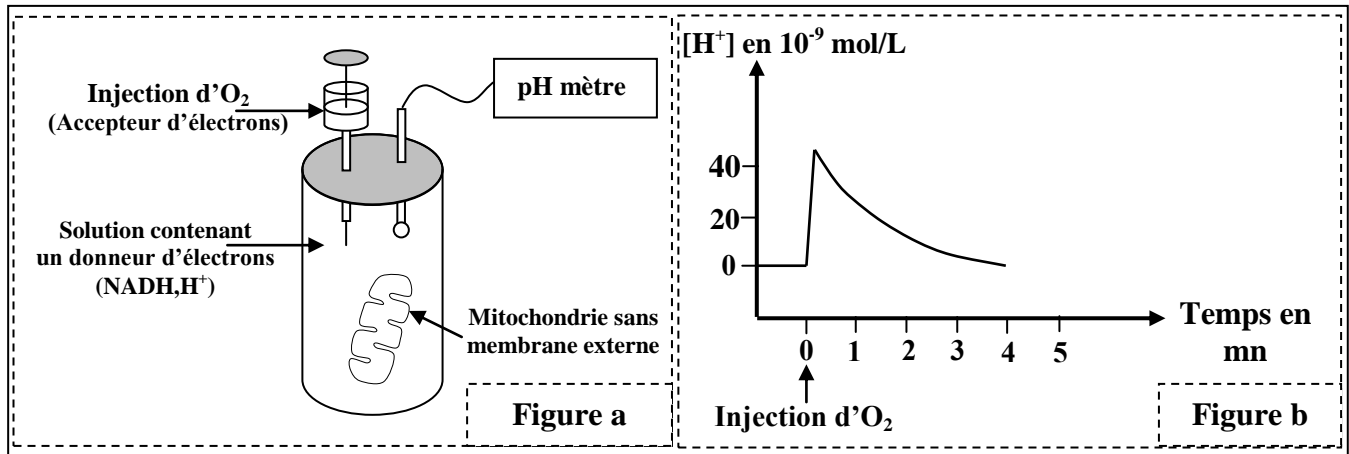 Injection d'O₂
(Accepteur d'électrons)
pH mètre
Solution contenant
un donneur d'électrons
(NADH,H⁺)
Mitochondrie sans
membrane externe
Figure a
[H⁺] en 10⁻⁹ mol/L
40
20
0
0 1 2 3 4 5
Temps en
mn
Injection d'O₂
Figure b